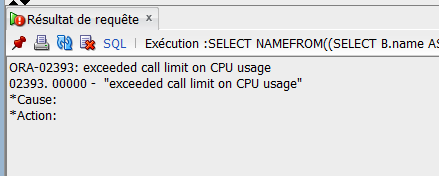 Résultat de requête x
SQL | Exécution :SELECT NAMEFROM((SELECT B.name AS
ORA-02393: exceeded call limit on CPU usage
02393. 00000 - "exceeded call limit on CPU usage"
*Cause:
*Action: